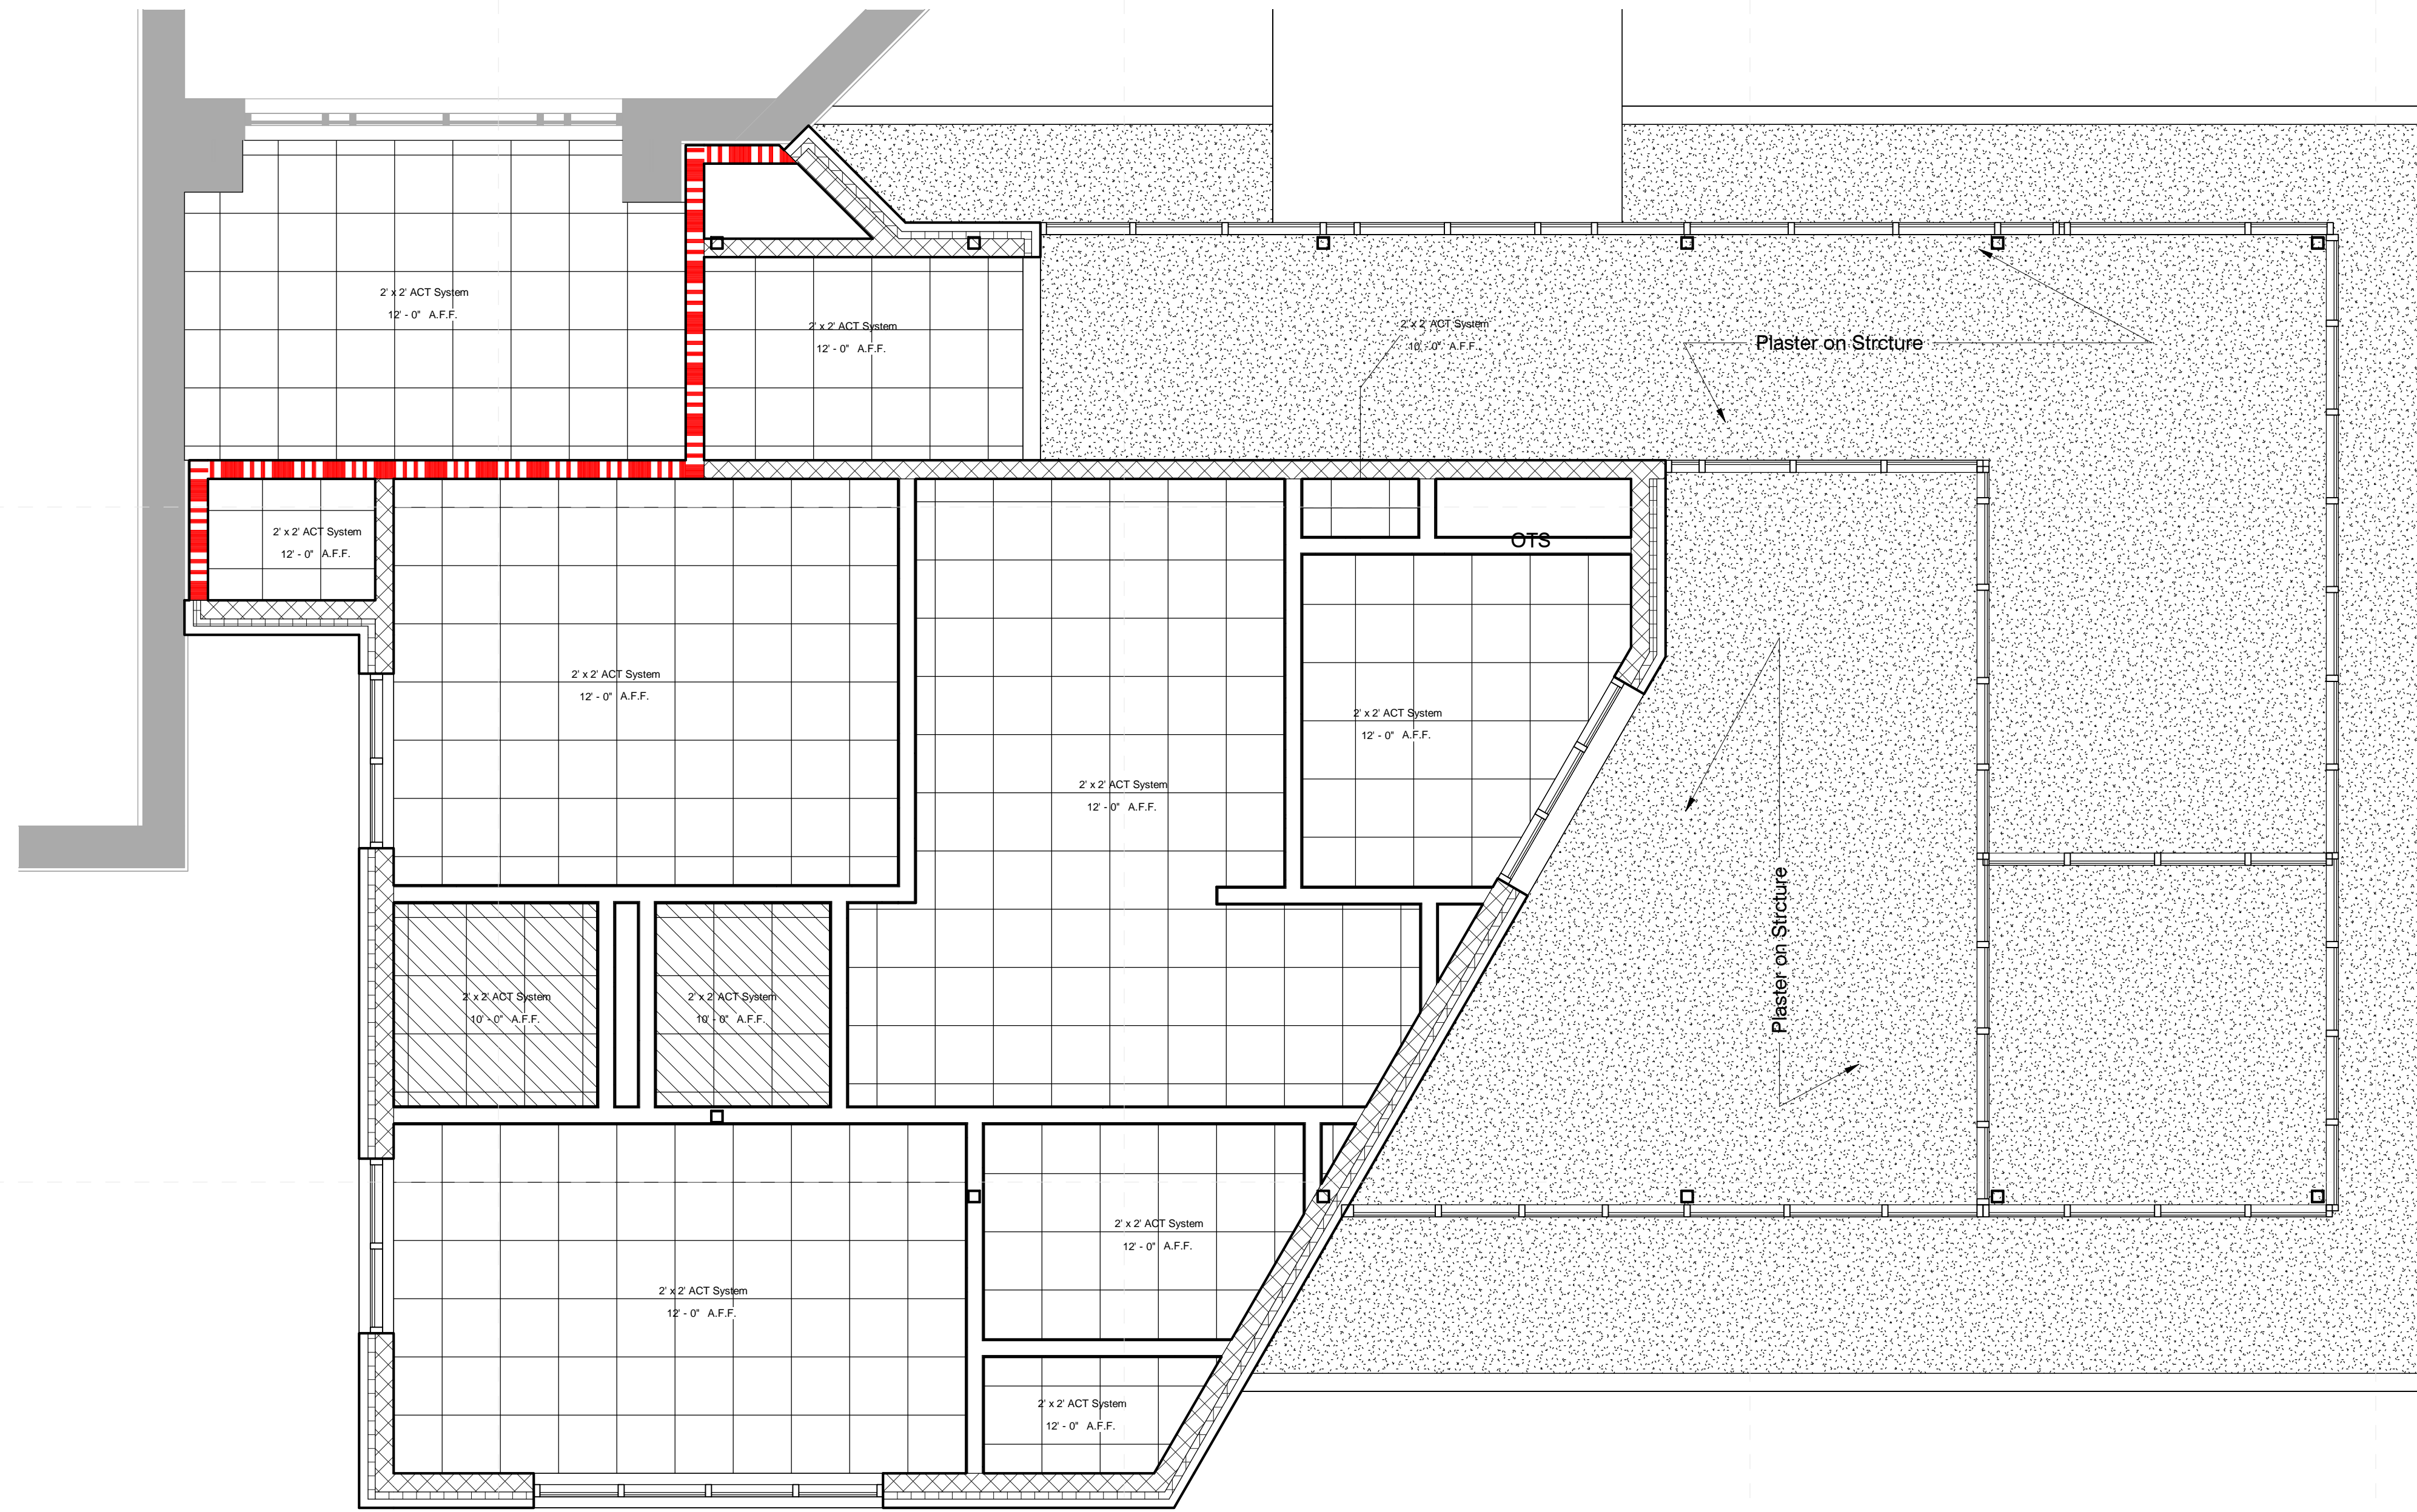 2' x 2' ACT System
12' - 0" A.F.F.
2' x 2' ACT System
12' - 0" A.F.F.
2' x 2' ACT System
10' - 0" A.F.F.
Plaster on Strcture
2' x 2' ACT System
12' - 0" A.F.F.
OTS
2' x 2' ACT System
12' - 0" A.F.F.
2' x 2' ACT System
12' - 0" A.F.F.
2' x 2' ACT System
12' - 0" A.F.F.
2' x 2' ACT System
10' - 0" A.F.F.
2' x 2' ACT System
10' - 0" A.F.F.
Plaster on Strcture
2' x 2' ACT System
12' - 0" A.F.F.
2' x 2' ACT System
12' - 0" A.F.F.
2' x 2' ACT System
12' - 0" A.F.F.